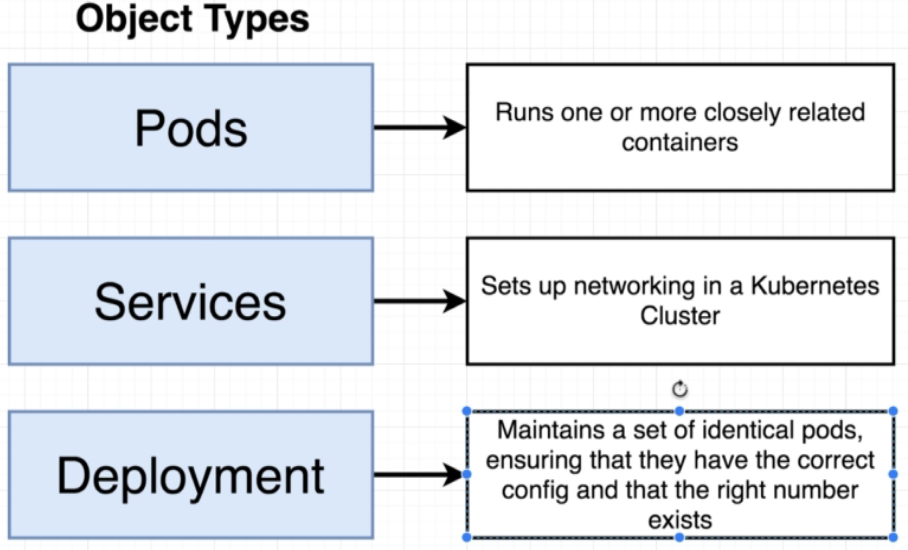 Object Types
Pods
Runs one or more closely related
containers
Services
Sets up networking in a Kubernetes
Cluster
Deployment
Maintains a set of identical pods,
ensuring that they have the correct
config and that the right number
exists